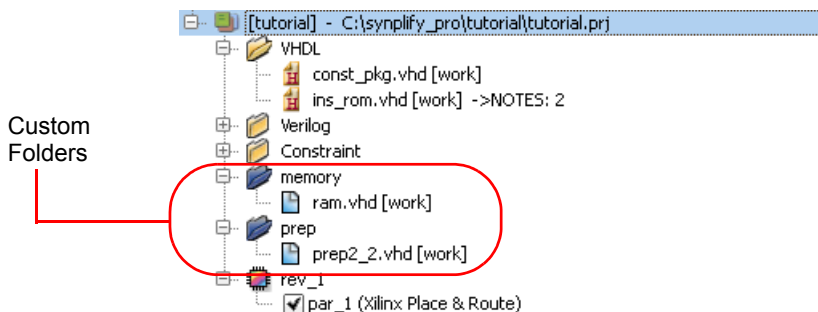 [tutorial] - C:\synplify_pro\tutorial\tutorial.prj
VHDL
const_pkg.vhd [work]
ins_rom.vhd [work] ->NOTES: 2
Verilog
Constraint
Custom
Folders
memory
ram.vhd [work]
prep
prep2_2.vhd [work]
rev_1
par_1 (Xilinx Place & Route)